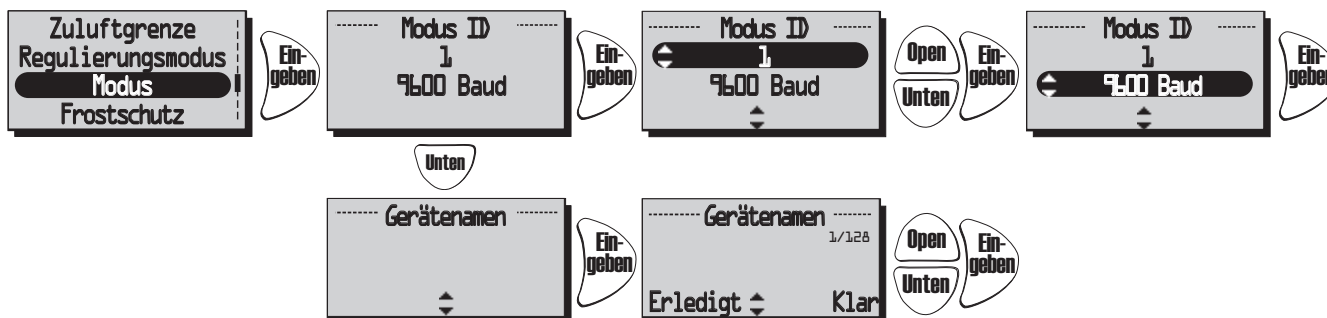 Zuluftgrenze
Regulierungsmodus
Modus
Frostschutz
Ein-
geben
Modus ID
1
9600 Baud
Ein-
geben
Modus ID
1
9600 Baud
Open
Unten
Ein-
geben
Modus ID
1
9600 Baud
Ein-
geben
Unten
Gerätenamen
Ein-
geben
Gerätenamen
1/128
Erledigt Klar
Open
Unten
Ein-
geben